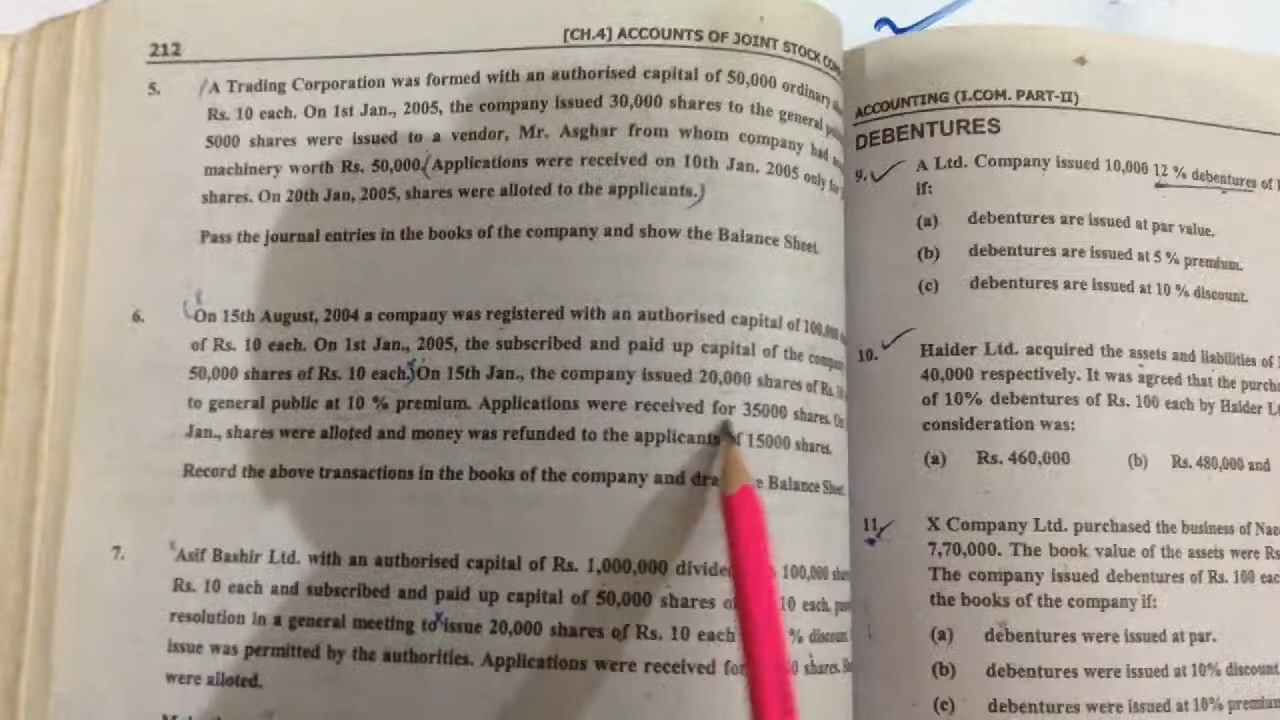 212
[CH.4] ACCOUNTS OF JOINT STOCK
5. A Trading Corporation was formed with an authorised capital of 50,000 ordinary
Rs. 10 each. On 1st Jan., 2005, the company issued 30,000 shares to the general
5000 shares were issued to a vendor, Mr. Asghar from whom company had
machinery worth Rs. 50,000. Applications were received on 10th Jan. 2005 only for
shares. On 20th Jan, 2005, shares were alloted to the applicants.
Pass the journal entries in the books of the company and show the Balance Sheet.
6. On 15th August, 2004 a company was registered with an authorised capital of
of Rs. 10 each. On 1st Jan., 2005, the subscribed and paid up capital of the
50,000 shares of Rs. 10 each. On 15th Jan., the company issued 20,000 shares of Rs.
to general public at 10 % premium. Applications were received for 35000 shares.
Jan., shares were alloted and money was refunded to the applicants of 15000 shares.
Record the above transactions in the books of the company and Balance Sheet.
7. Asif Bashir Ltd. with an authorised capital of Rs. 1,000,000 100,000
Rs. 10 each and subscribed and paid up capital of 50,000 shares 10 each,
resolution in a general meeting to issue 20,000 shares of Rs. 10 each %
issue was permitted by the authorities. Applications were received for shares.
were alloted.
ACCOUNTING (I.COM. PART-II)
DEBENTURES
9. A Ltd. Company issued 10,000 12 % debentures of
if:
(a) debentures are issued at par value.
(b) debentures are issued at 5 % premium.
(c) debentures are issued at 10 % discount.
10. Haider Ltd. acquired the assets and liabilities of
40,000 respectively. It was agreed that the
of 10% debentures of Rs. 100 each by Haider
consideration was:
(a) Rs. 460,000 (b) Rs. 480,000 and
11. X Company Ltd. purchased the business of
7,70,000. The book value of the assets were Rs
The company issued debentures of Rs. 100
the books of the company if:
(a) debentures were issued at par.
(b) debentures were issued at 10% discount
(c) debentures were issued at 10%